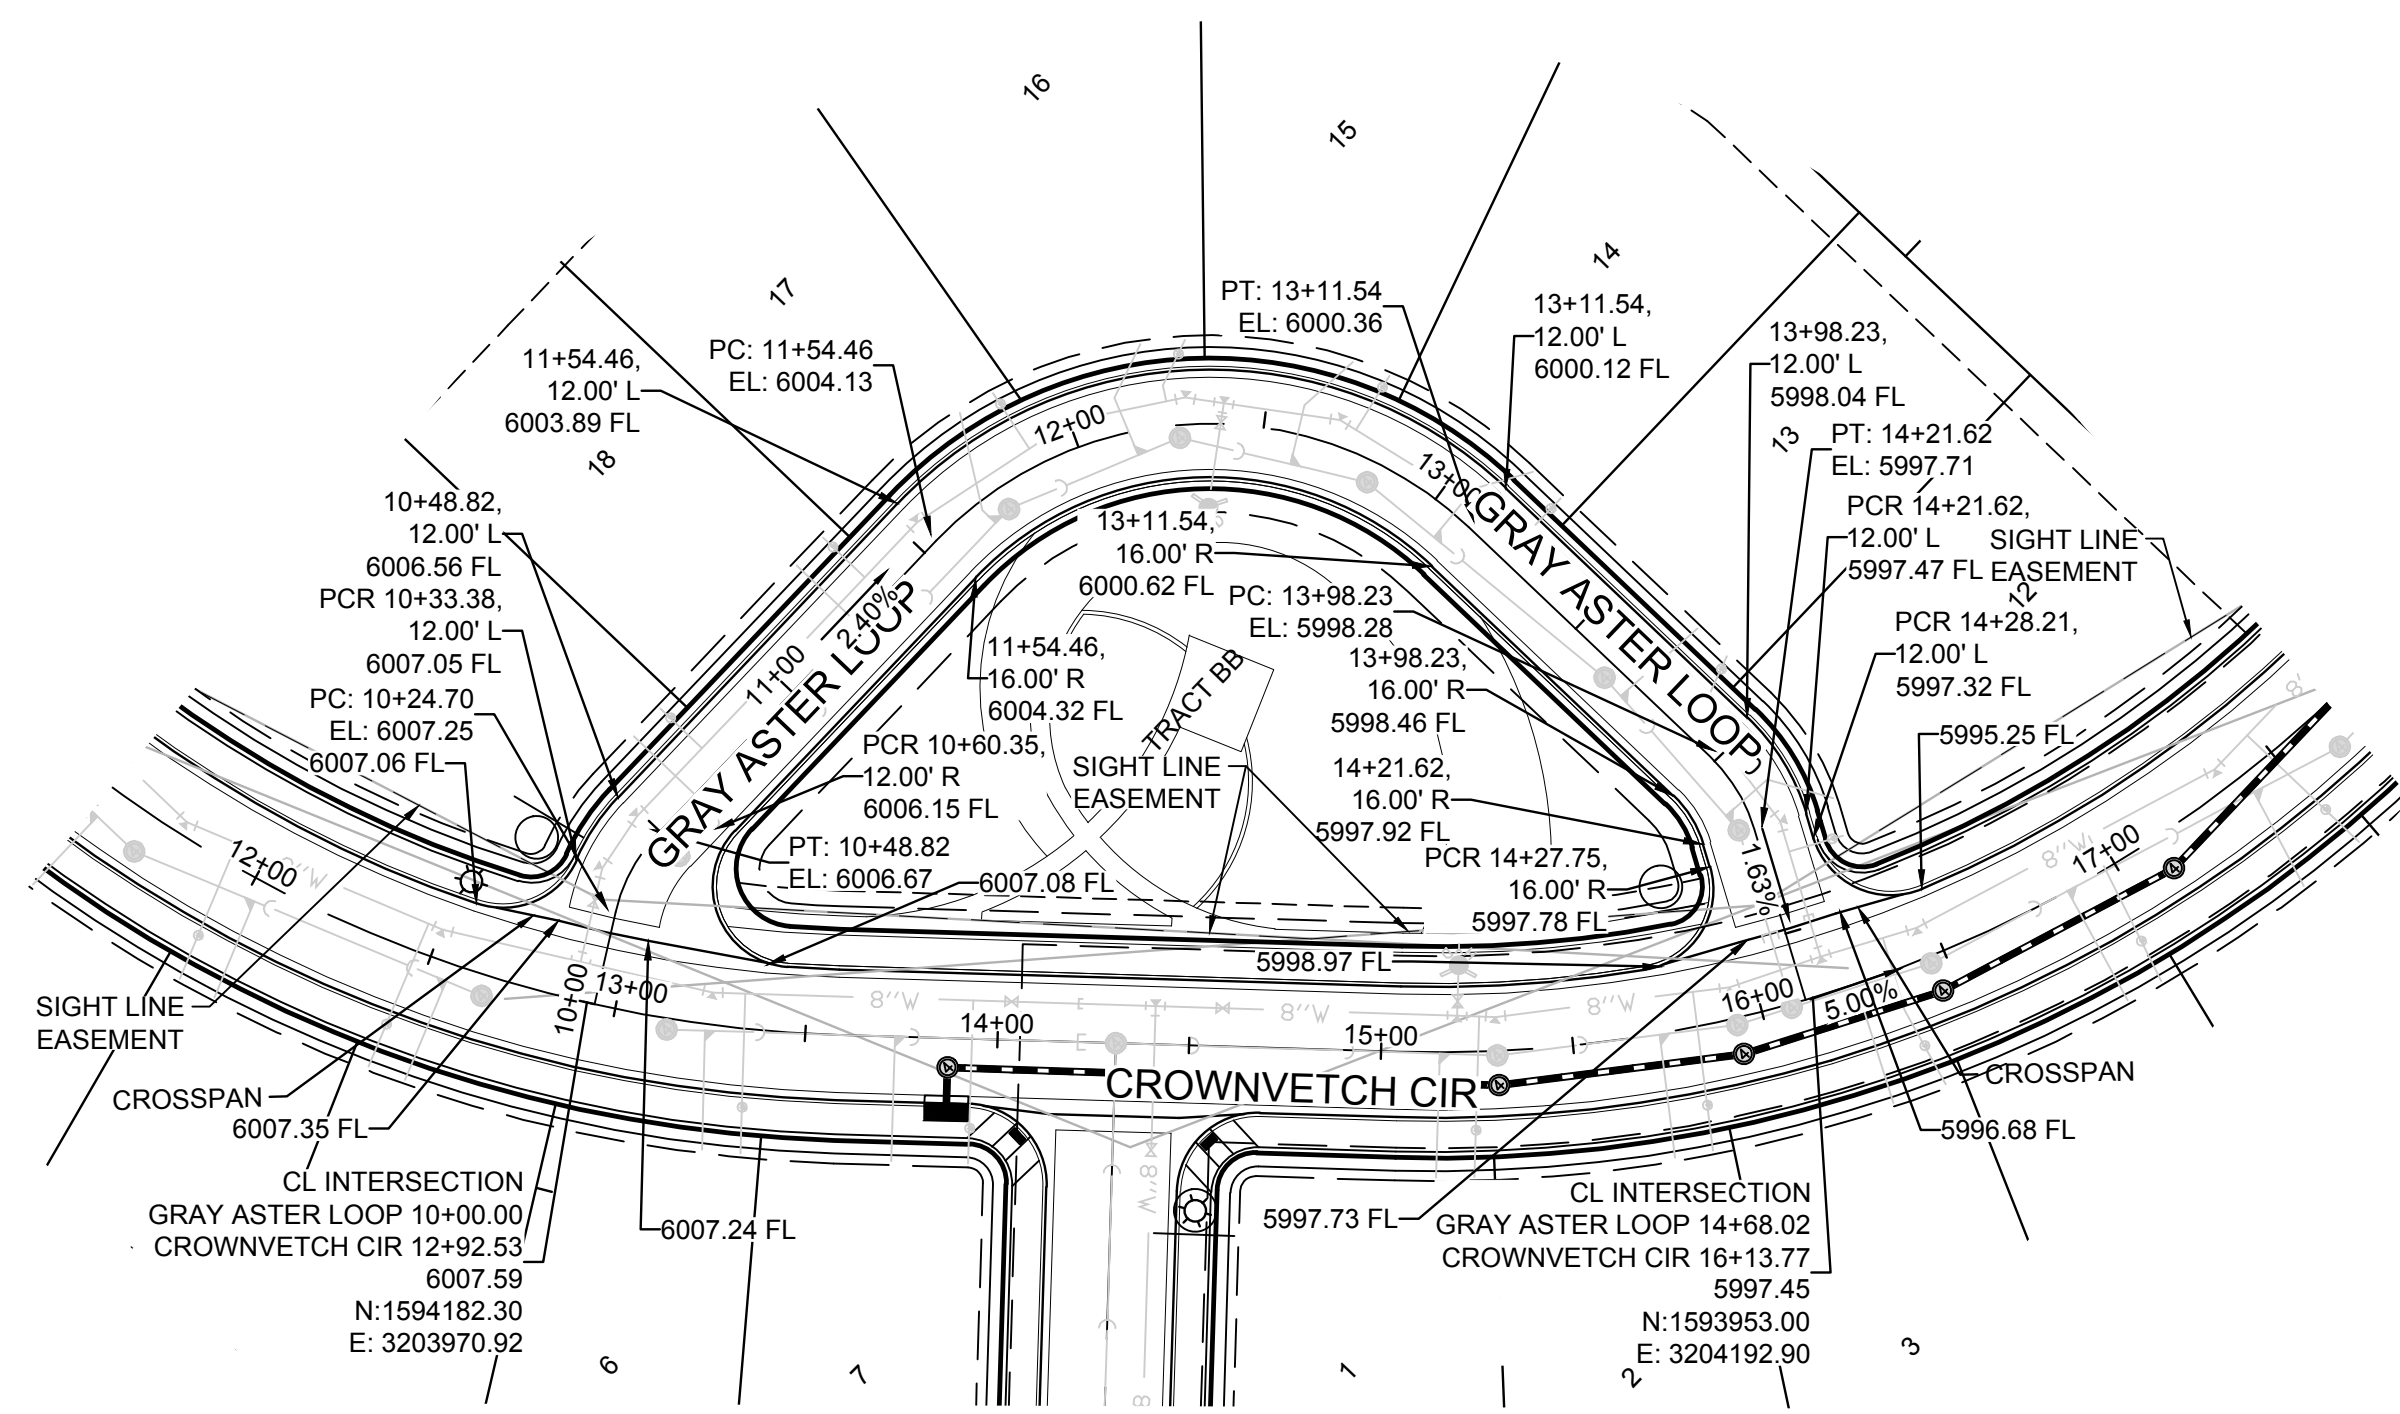 16
15
14
17
18
13
12
PT: 13+11.54
EL: 6000.36
13+11.54,
12.00' L
6000.12 FL
13+98.23,
12.00' L
5998.04 FL
PC: 11+54.46
EL: 6004.13
11+54.46,
12.00' L
6003.89 FL
12+00
13+00
PT: 14+21.62
EL: 5997.71
PCR 14+21.62,
12.00' L
5997.47 FL
SIGHT LINE
EASEMENT
10+48.82,
12.00' L
6006.56 FL
PCR 10+33.38,
12.00' L
6007.05 FL
PC: 10+24.70
EL: 6007.25
6007.06 FL
13+11.54,
16.00' R
6000.62 FL
PC: 13+98.23
EL: 5998.28
13+98.23,
16.00' R
5998.46 FL
14+21.62,
16.00' R
5997.92 FL
PCR 14+27.75,
16.00' R
5997.78 FL
PCR 14+28.21,
12.00' L
5997.32 FL
5995.25 FL
GRAY ASTER LOOP
2.40%
11+00
GRAY ASTER LOOP
11+54.46,
16.00' R
6004.32 FL
TRACT BB
PCR 10+60.35,
12.00' R
6006.15 FL
SIGHT LINE
EASEMENT
PT: 10+48.82
EL: 6006.67
6007.08 FL
1.63%
5998.97 FL
12+00
8"W
8"W
17+00
8'
SIGHT LINE
EASEMENT
10+00
13+00
8"W
8"W
8"W
14+00
15+00
16+00
5.00%
CROWNVETCH CIR
CROSSPAN
6007.35 FL
CROSSPAN
5996.68 FL
8"W
CL INTERSECTION
GRAY ASTER LOOP 10+00.00
CROWNVETCH CIR 12+92.53
6007.59
N:1594182.30
E: 3203970.92
6007.24 FL
5997.73 FL
CL INTERSECTION
GRAY ASTER LOOP 14+68.02
CROWNVETCH CIR 16+13.77
5997.45
N:1593953.00
E: 3204192.90
6
7
8
1
2
3